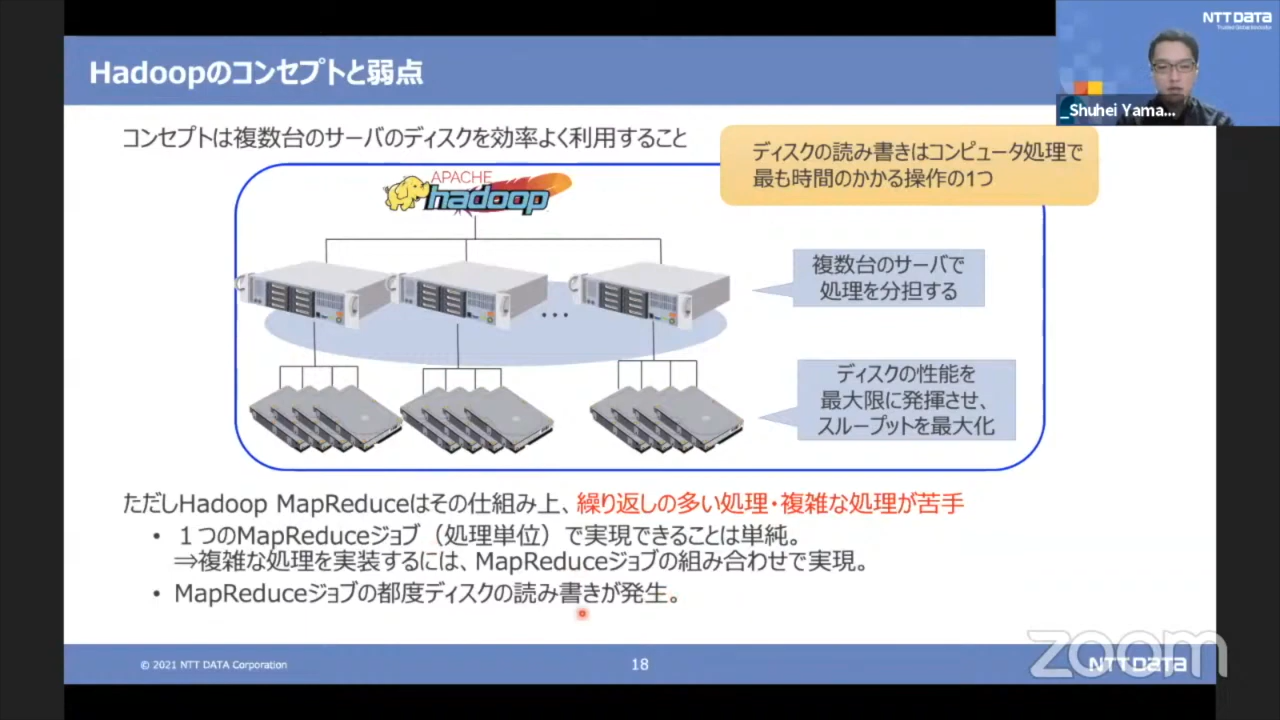 NTT DATA
Trusted Global Innovator
_Shuhei Yama...
Hadoopのコンセプトと弱点
コンセプトは複数台のサーバのディスクを効率よく利用すること
ディスクの読み書きはコンピュータ処理で
最も時間のかかる操作の1つ
APACHE
hadoop
複数台のサーバで
処理を分担する
・・・
ディスクの性能を
最大限に発揮させ、
スループットを最大化
ただしHadoop MapReduceはその仕組み上、繰り返しの多い処理・複雑な処理が苦手
• １つのMapReduceジョブ（処理単位）で実現できることは単純。
⇒複雑な処理を実装するには、MapReduceジョブの組み合わせで実現。
• MapReduceジョブの都度ディスクの読み書きが発生。
© 2021 NTT DATA Corporation
18
zoom
NTT DATA